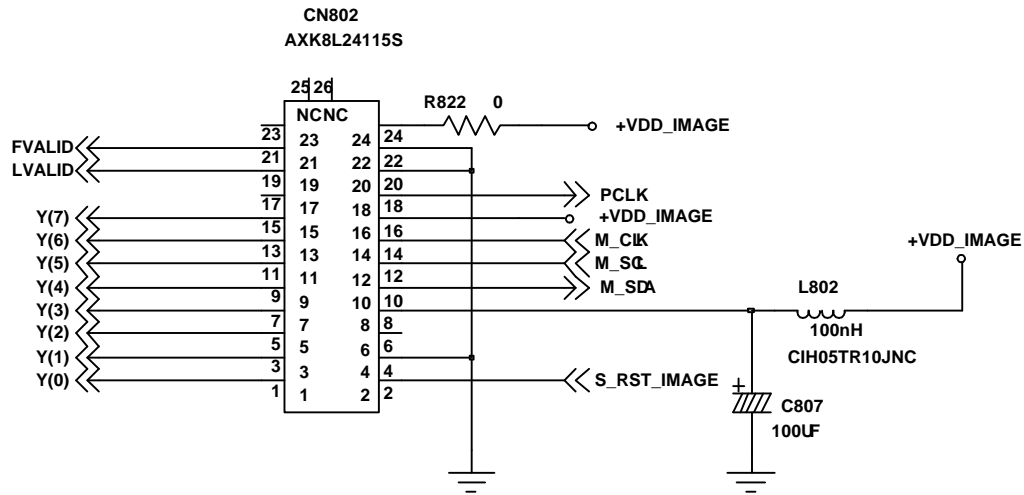 CN802
AXK8L24115S
25 26
NC NC
R822 0
+VDD_IMAGE
23 23 24 24
FVALID
21 21 22 22
LVALID
19 19 20 20
PCLK
17 17 18 18
+VDD_IMAGE
Y(7)
15 15 16 16
M_CLK
Y(6)
13 13 14 14
M_SCL
Y(5)
11 11 12 12
M_SDA
Y(4)
9 9 10 10
Y(3)
7 7 8 8
Y(2)
5 5 6 6
Y(1)
3 3 4 4
S_RST_IMAGE
Y(0)
1 1 2 2
+VDD_IMAGE
L802
100nH
CIH05TR10JNC
+
C807
100UF